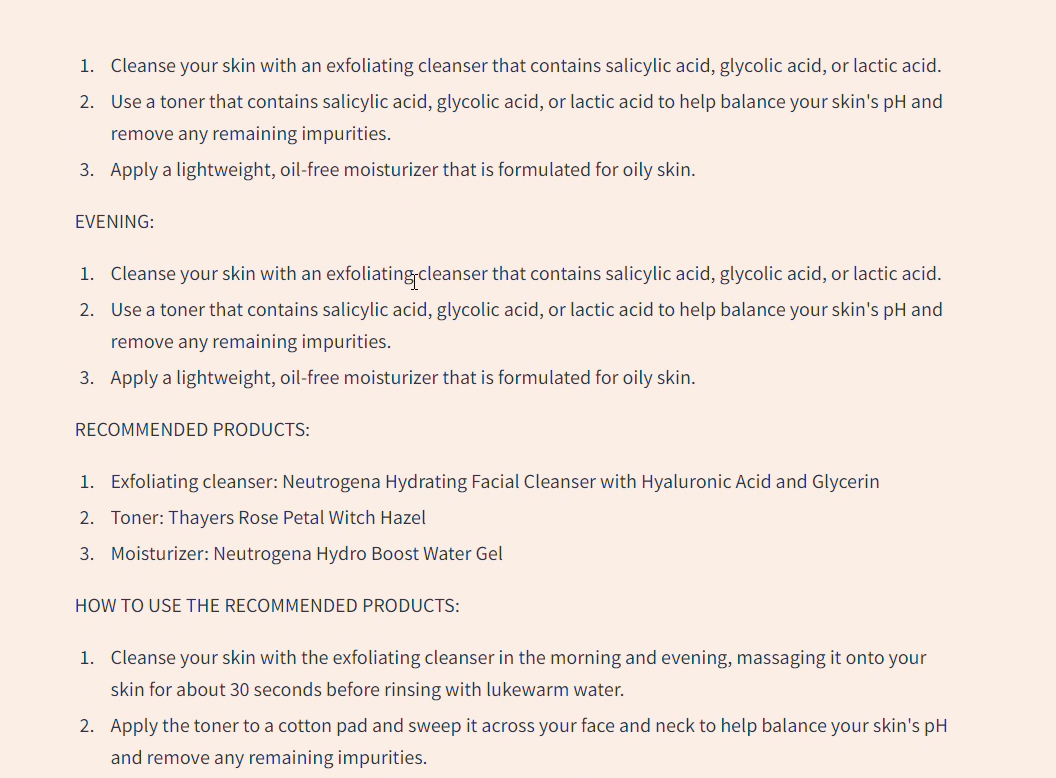 1. Cleanse your skin with an exfoliating cleanser that contains salicylic acid, glycolic acid, or lactic acid.
2. Use a toner that contains salicylic acid, glycolic acid, or lactic acid to help balance your skin's pH and
remove any remaining impurities.
3. Apply a lightweight, oil-free moisturizer that is formulated for oily skin.
EVENING:
1. Cleanse your skin with an exfoliating cleanser that contains salicylic acid, glycolic acid, or lactic acid.
2. Use a toner that contains salicylic acid, glycolic acid, or lactic acid to help balance your skin's pH and
remove any remaining impurities.
3. Apply a lightweight, oil-free moisturizer that is formulated for oily skin.
RECOMMENDED PRODUCTS:
1. Exfoliating cleanser: Neutrogena Hydrating Facial Cleanser with Hyaluronic Acid and Glycerin
2. Toner: Thayers Rose Petal Witch Hazel
3. Moisturizer: Neutrogena Hydro Boost Water Gel
HOW TO USE THE RECOMMENDED PRODUCTS:
1. Cleanse your skin with the exfoliating cleanser in the morning and evening, massaging it onto your
skin for about 30 seconds before rinsing with lukewarm water.
2. Apply the toner to a cotton pad and sweep it across your face and neck to help balance your skin's pH
and remove any remaining impurities.